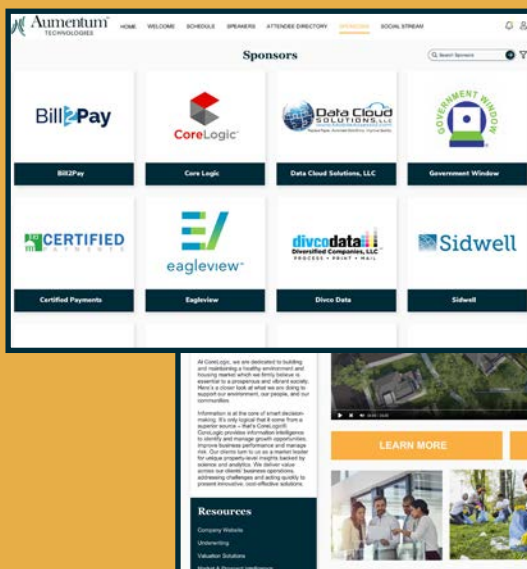 Aumentum
TECHNOLOGIES
HOME WELCOME SCHEDULE SPEAKERS ATTENDEE DIRECTORY SPONSORS SOCIAL STREAM
Sponsors
Search Sponsors
Bill2Pay
CoreLogic
Data Cloud
SOLUTIONS, LLC
GOVERNMENT WINDOW
Bill2Pay
Core Logic
Data Cloud Solutions, LLC
Government Window
CERTIFIED
PAYMENTS
eagleview
divcodata
Diversified Companies, LLC
PROCESS • PRINT • MAIL
Sidwell
Certified Payments
Eagleview
Divco Data
Sidwell
At CoreLogic, we are dedicated to building
and maintaining a healthy environment and
housing market which we firmly believe is
essential to a prosperous and vibrant society.
Here's a closer look at what we are doing to
support our environment, our people, and our
communities.
Information is at the core of smart decision-
making. It's only logical that it come from a
superior source – that's CoreLogic®.
CoreLogic provides information intelligence
to identify and manage growth opportunities,
improve business performance and manage
risk. Our clients turn to us as a market leader
for unique property-level insights backed by
science and analytics. We deliver value
across our clients' business operations,
addressing challenges and acting quickly to
present innovative, cost-effective solutions.
LEARN MORE
Resources
Company Website
Underwriting
Valuation Solutions